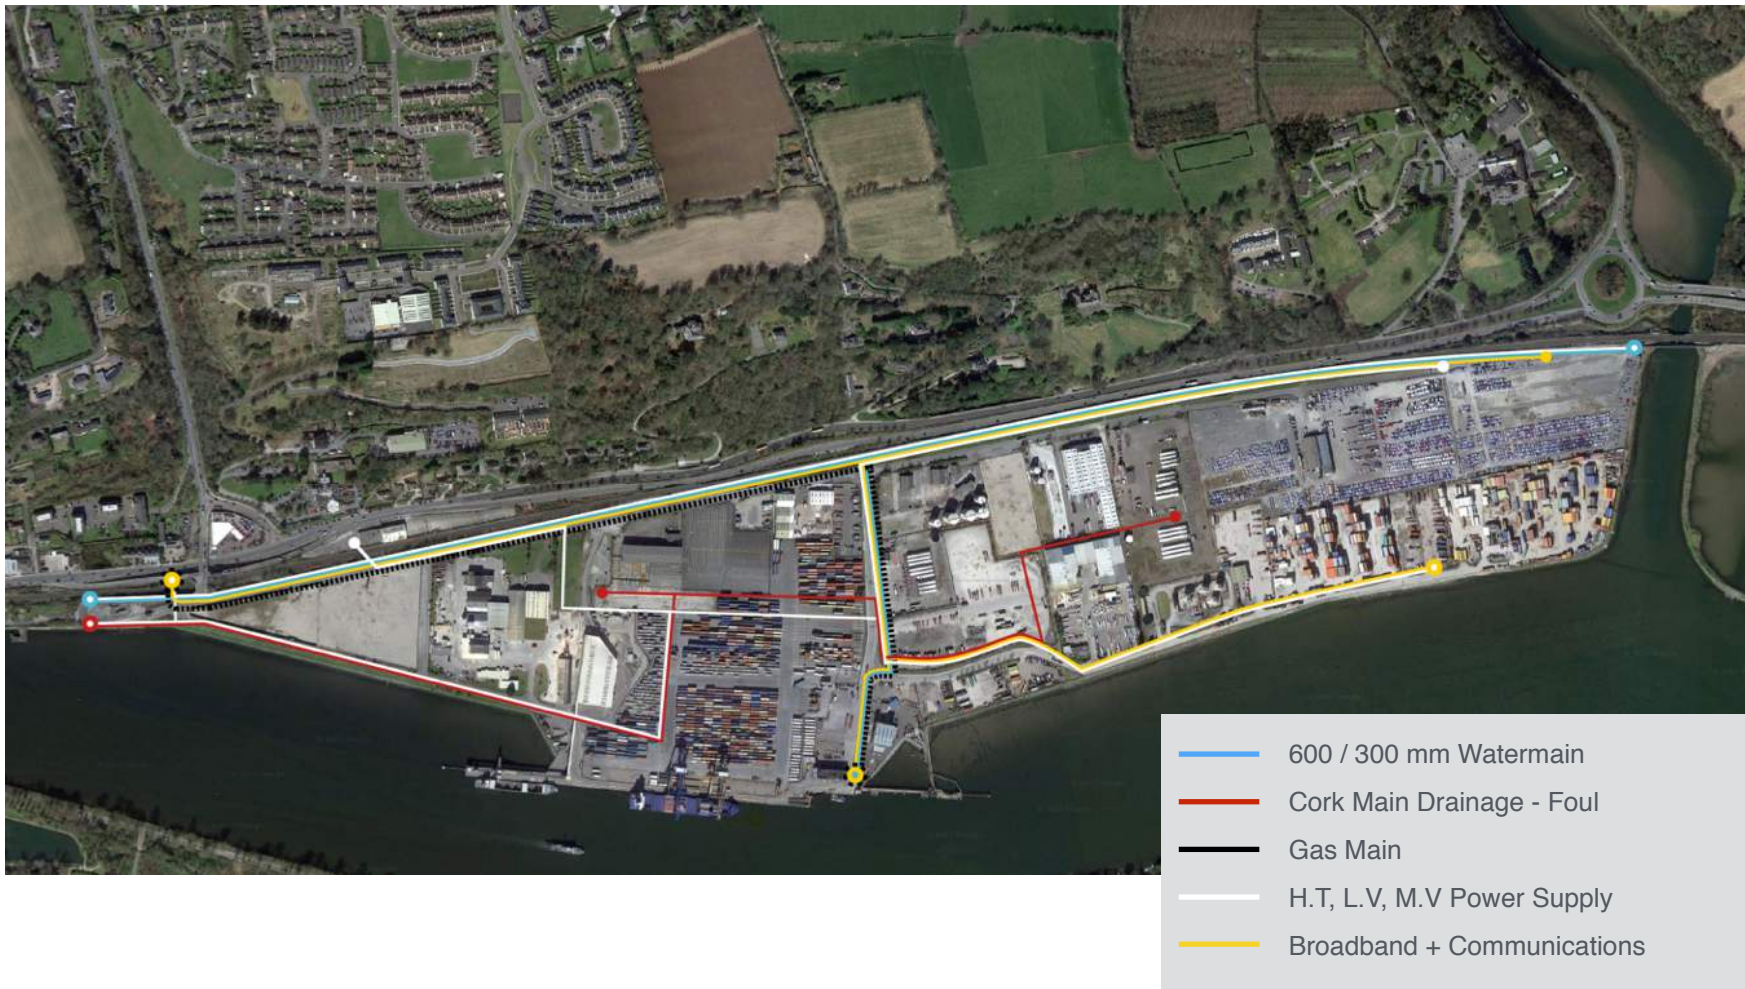 600 / 300 mm Watermain
Cork Main Drainage - Foul
Gas Main
H.T, L.V, M.V Power Supply
Broadband + Communications